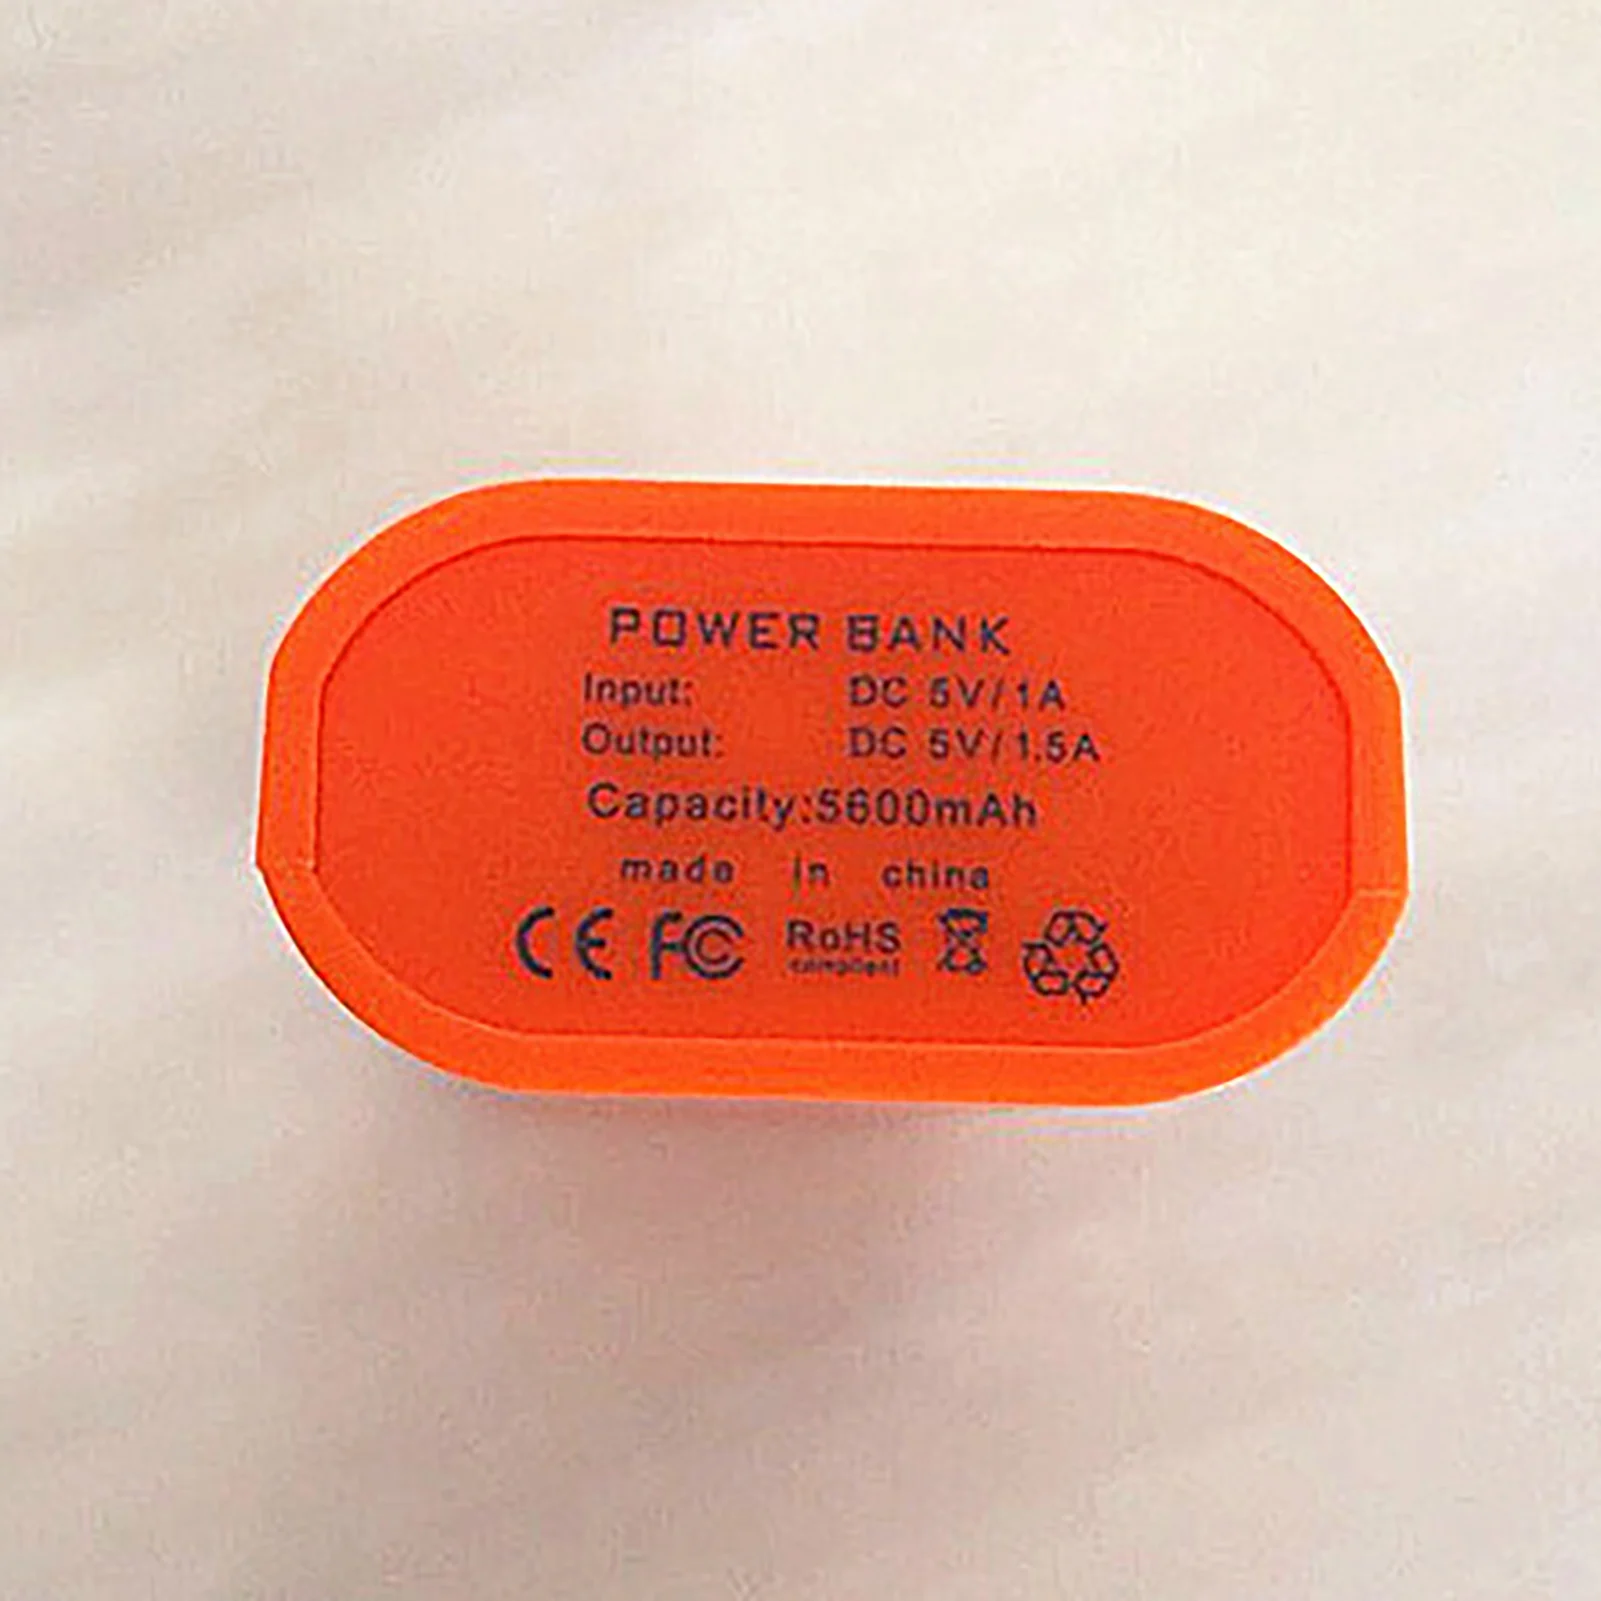 POWER BANK
Input: DC 5V/1A
Output: DC 5V/1.5A
Capacity:5600mAh
made in china
CE FC RoHS
compliant